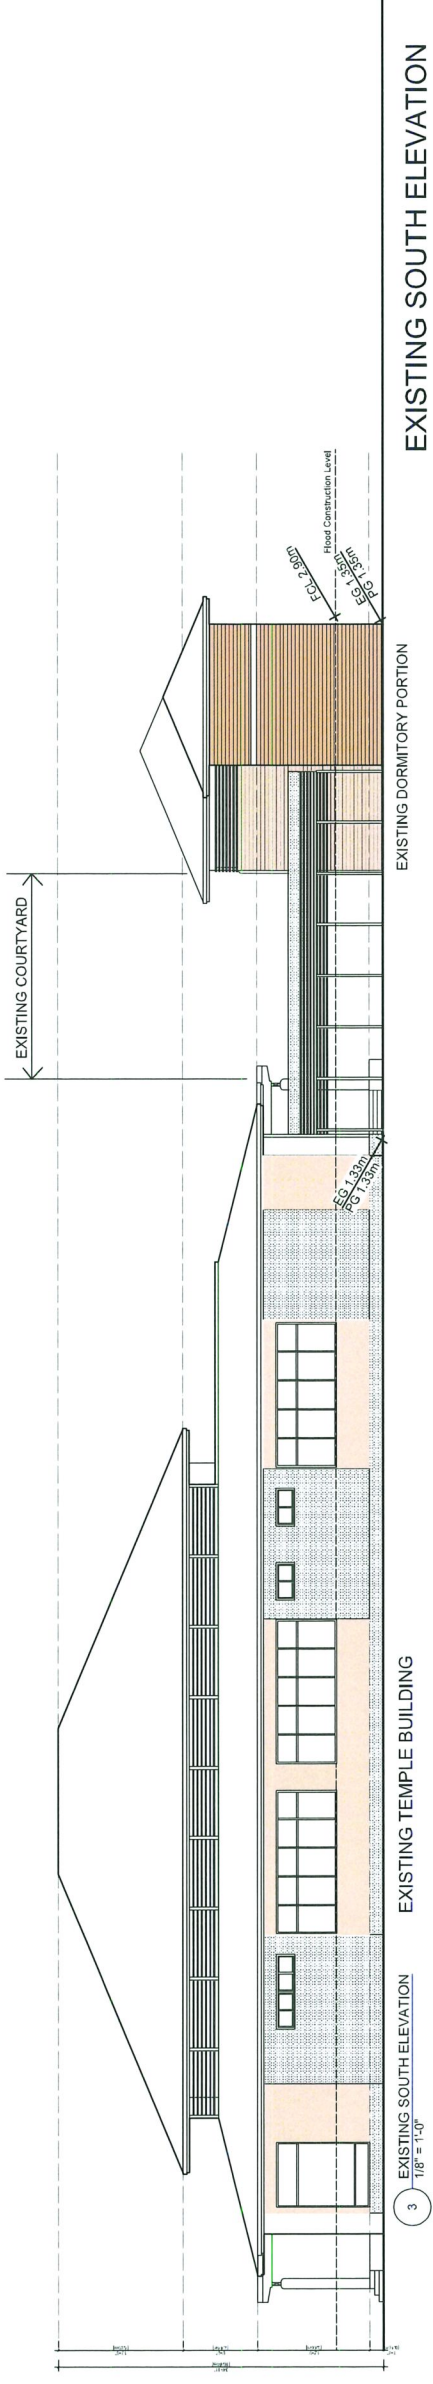 EXISTING COURTYARD
FCL 2.90m
Flood Construction Level
EG 1.35m
PG 1.35m
EG 1.33m
PG 1.33m
EXISTING TEMPLE BUILDING
EXISTING DORMITORY PORTION
3
EXISTING SOUTH ELEVATION
1/8" = 1'-0"
EXISTING SOUTH ELEVATION